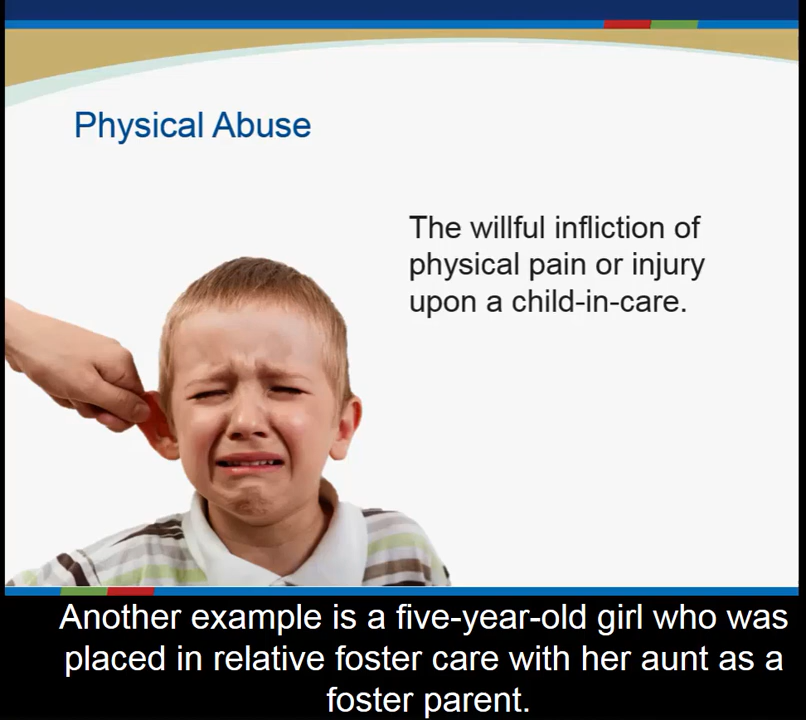 Physical Abuse
The willful infliction of
physical pain or injury
upon a child-in-care.
Another example is a five-year-old girl who was
placed in relative foster care with her aunt as a
foster parent.